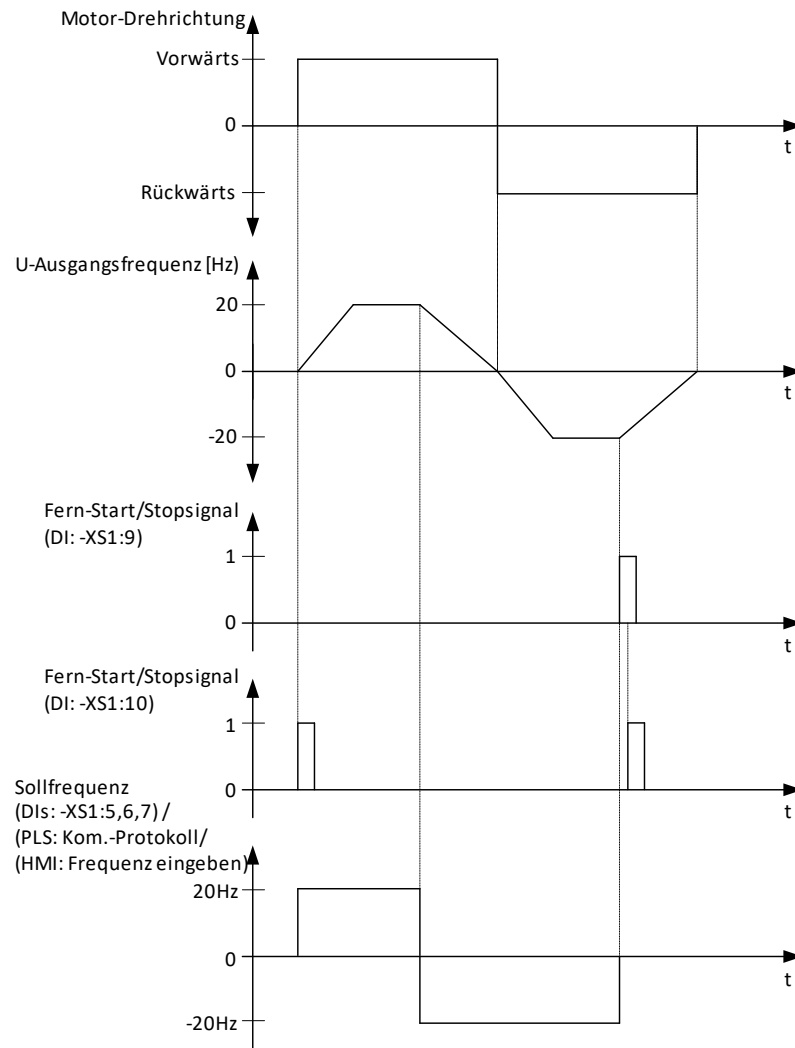 Motor-Drehrichtung
Vorwärts
0
t
Rückwärts
U-Ausgangsfrequenz [Hz]
20
0
t
-20
Fern-Start/Stopsignal
(DI: -XS1:9)
1
0
t
Fern-Start/Stopsignal
(DI: -XS1:10)
1
0
t
Sollfrequenz
(DIs: -XS1:5,6,7) /
(PLS: Kom.-Protokoll/
(HMI: Frequenz eingeben)
20Hz
0
t
-20Hz